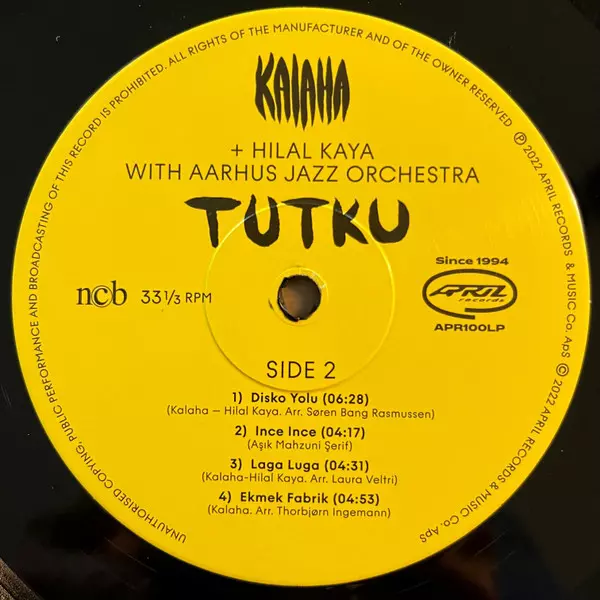 KALAHA
+ HILAL KAYA
WITH AARHUS JAZZ ORCHESTRA
TUTKU
ncb 33 1/3 RPM
Since 1994
APRIL
records
APR100LP
SIDE 2
1) Disko Yolu (06:28)
(Kalaha – Hilal Kaya. Arr. Søren Bang Rasmussen)
2) Ince Ince (04:17)
(Aşık Mahzuni Şerif)
3) Laga Luga (04:31)
(Kalaha-Hilal Kaya. Arr. Laura Veltri)
4) Ekmek Fabrik (04:53)
(Kalaha. Arr. Thorbjørn Ingemann)
UNAUTHORISED COPYING, PUBLIC PERFORMANCE AND BROADCASTING OF THIS RECORD IS PROHIBITED. ALL RIGHTS OF THE MANUFACTURER AND OF THE OWNER RESERVED ℗ 2022 APRIL RECORDS & MUSIC Co. ApS © 2022 APRIL RECORDS & MUSIC Co. ApS